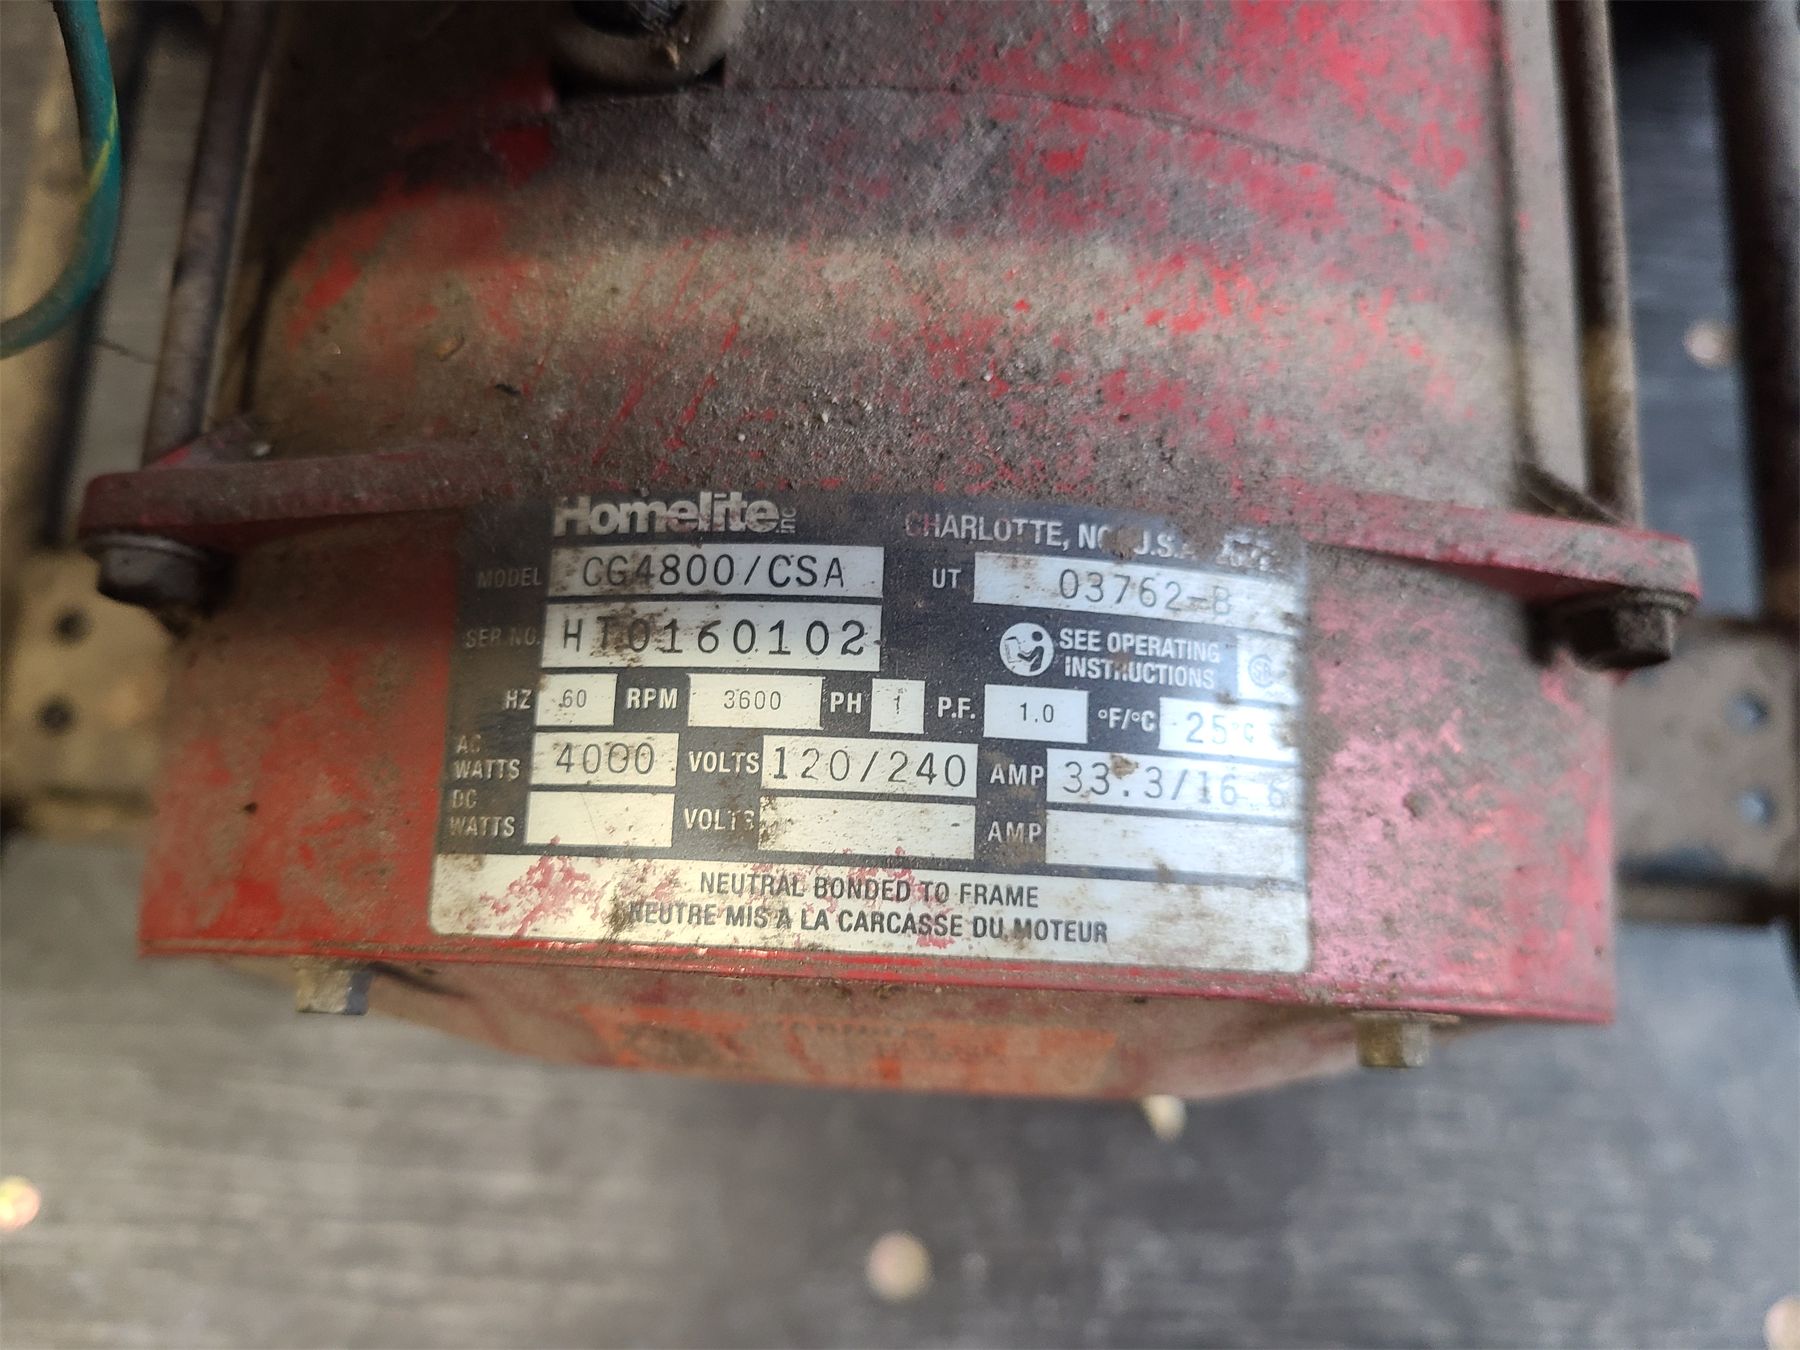 Homelite inc
CHARLOTTE, NC U.S.A.
MODEL CG4800/CSA UT 03762-B
SER.NO. HT0160102 SEE OPERATING
INSTRUCTIONS
HZ 60 RPM 3600 PH 1 P.F. 1.0 °F/°C 25°C
AC
WATTS 4000 VOLTS 120/240 AMP 33.3/16.6
DC
WATTS VOLTS AMP
NEUTRAL BONDED TO FRAME
NEUTRE MIS A LA CARCASSE DU MOTEUR